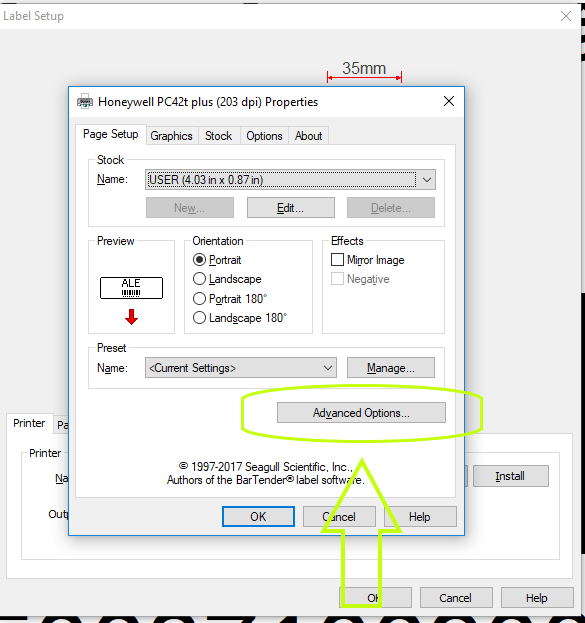 Label Setup
35mm
Honeywell PC42t plus (203 dpi) Properties
Page Setup Graphics Stock Options About
Stock
Name: USER (4.03 in x 0.87 in)
New... Edit... Delete...
Preview Orientation Effects
ALE
Portrait
Landscape
Portrait 180°
Landscape 180°
Mirror Image
Negative
Preset
Name: <Current Settings> Manage...
Advanced Options...
Printer
Printer
Install
© 1997-2017 Seagull Scientific, Inc.,
Authors of the BarTender® label software.
OK Cancel Help
OK Cancel Help